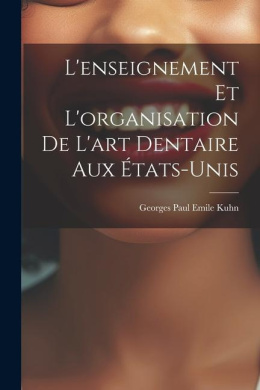 L'enseignement
Et
L'organisation
De L'art Dentaire
Aux États-Unis
Georges Paul Emile Kuhn